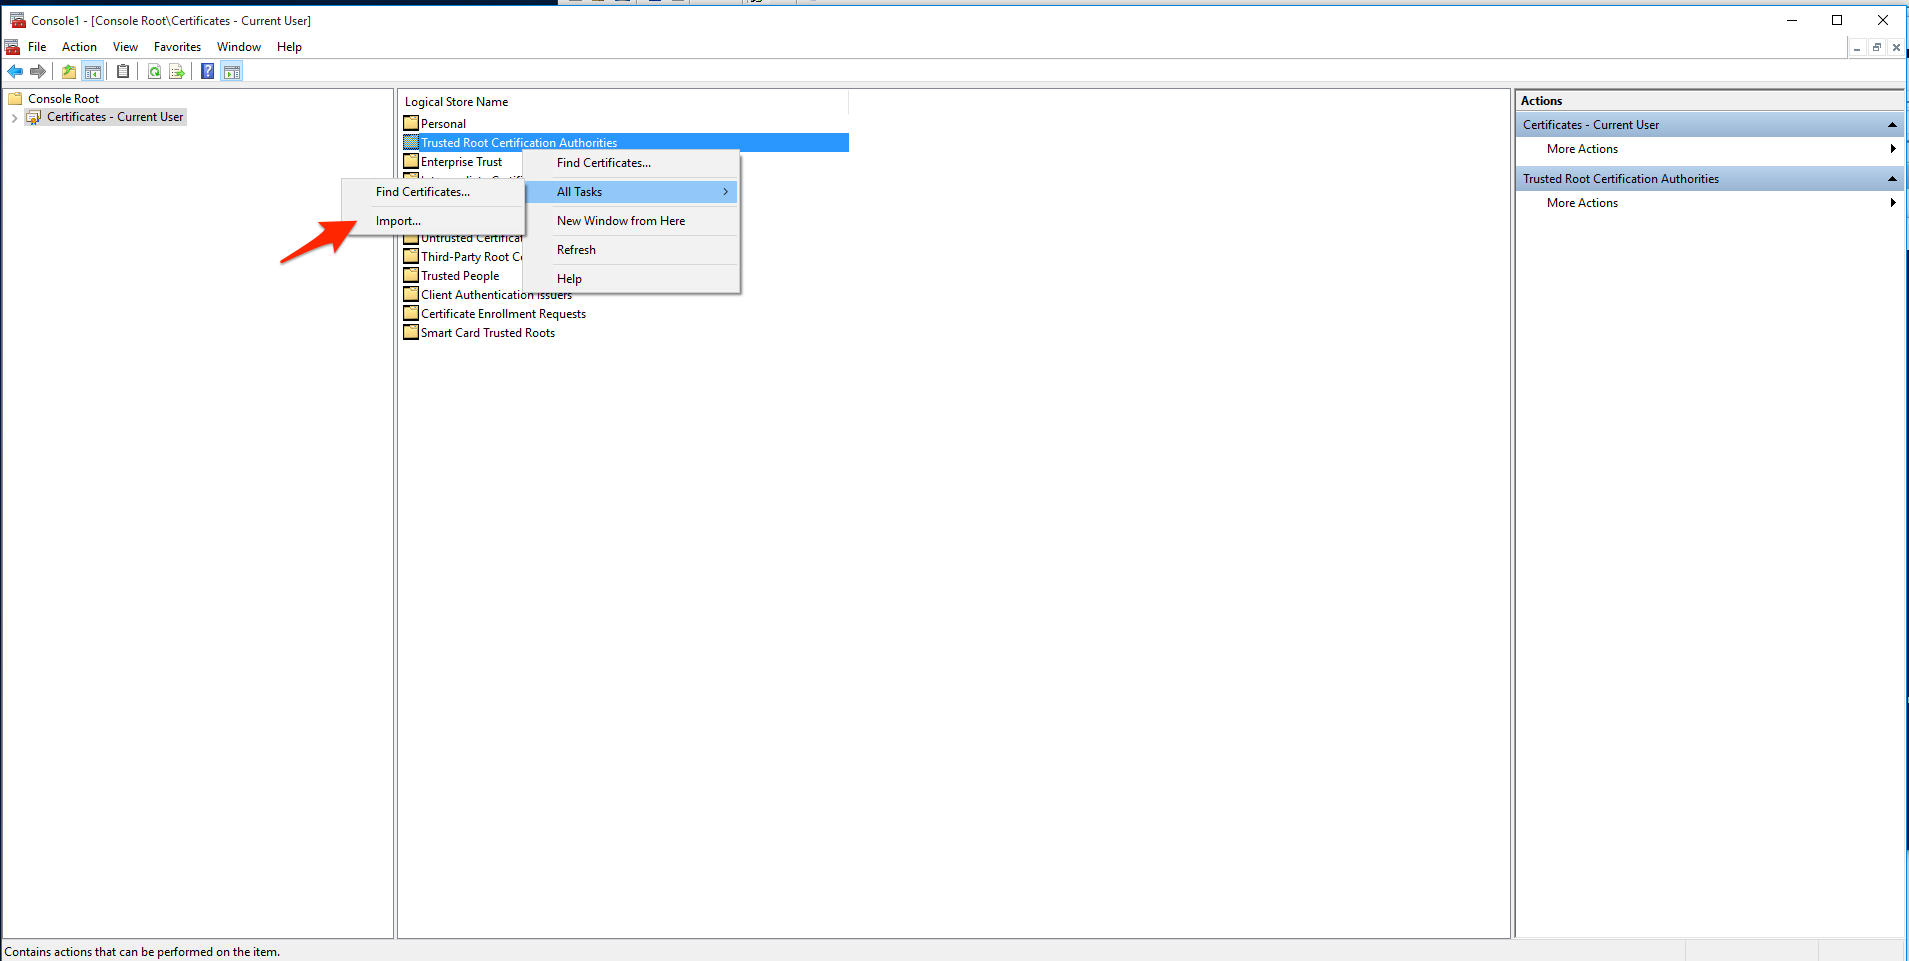 Console1 - [Console Root\Certificates - Current User]
File Action View Favorites Window Help
Console Root
Certificates - Current User
Logical Store Name
Personal
Trusted Root Certification Authorities
Enterprise Trust
Find Certificates...
All Tasks
New Window from Here
Refresh
Help
Find Certificates...
Import...
Untrusted Certificat
Third-Party Root
Trusted People
Client Authentication Issuers
Certificate Enrollment Requests
Smart Card Trusted Roots
Actions
Certificates - Current User
More Actions
Trusted Root Certification Authorities
More Actions
Contains actions that can be performed on the item.